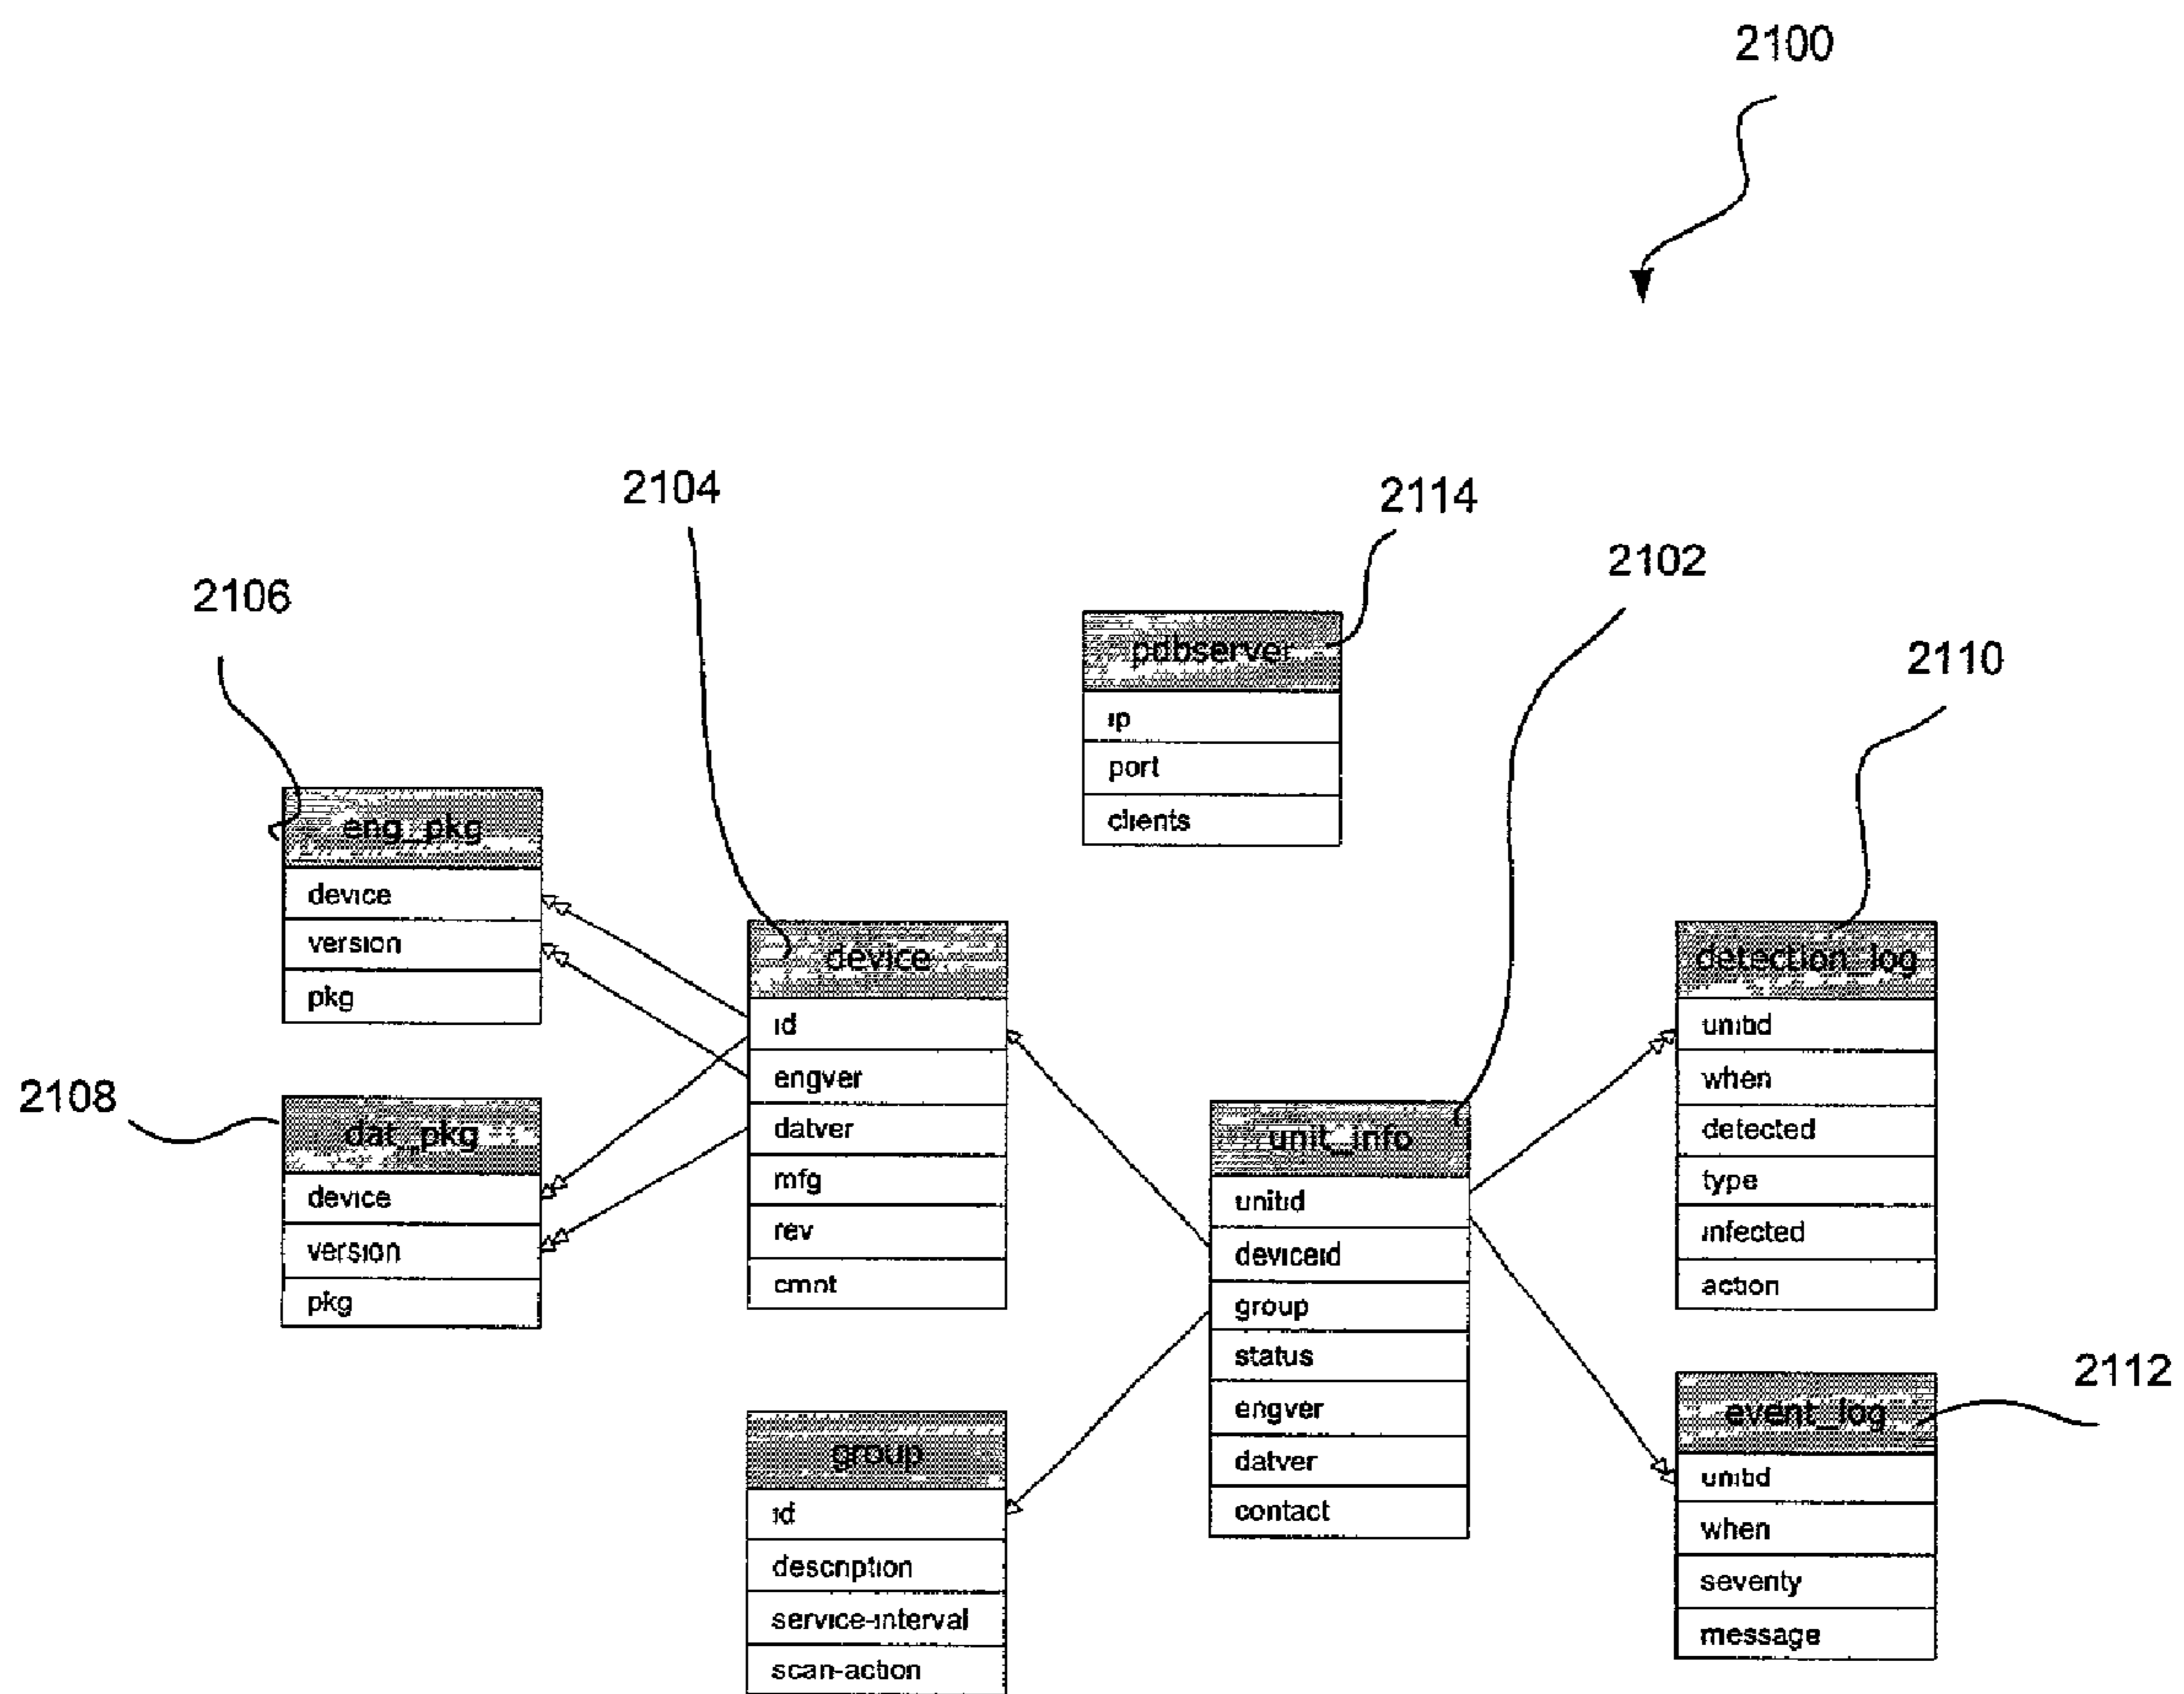 2100
2104
2114
2102
2106
2110
pdbserver
ip
port
clients
eng_pkg
device
version
pkg
device
id
engver
datver
mfg
rev
cmnt
detection_log
unitid
when
detected
type
infected
action
2108
dat_pkg
device
version
pkg
unit_info
unitid
deviceid
group
status
engver
datver
contact
2112
event_log
unitid
when
severity
message
group
id
description
service-interval
scan-action